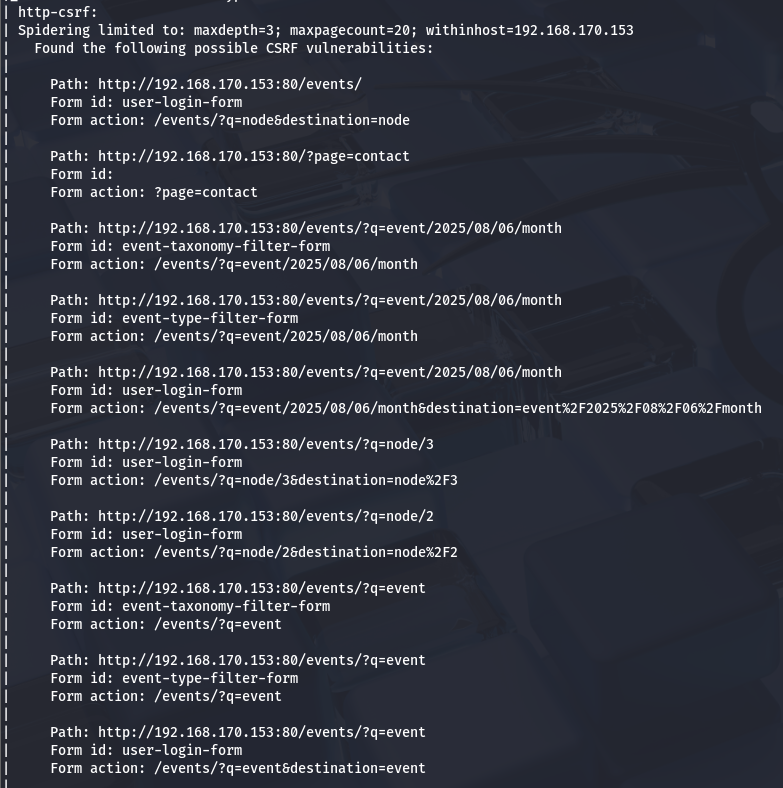 | http-csrf:
| Spidering limited to: maxdepth=3; maxpagecount=20; withinhost=192.168.170.153
|   Found the following possible CSRF vulnerabilities:
|
|     Path: http://192.168.170.153:80/events/
|     Form id: user-login-form
|     Form action: /events/?q=node&destination=node
|
|     Path: http://192.168.170.153:80/?page=contact
|     Form id:
|     Form action: ?page=contact
|
|     Path: http://192.168.170.153:80/events/?q=event/2025/08/06/month
|     Form id: event-taxonomy-filter-form
|     Form action: /events/?q=event/2025/08/06/month
|
|     Path: http://192.168.170.153:80/events/?q=event/2025/08/06/month
|     Form id: event-type-filter-form
|     Form action: /events/?q=event/2025/08/06/month
|
|     Path: http://192.168.170.153:80/events/?q=event/2025/08/06/month
|     Form id: user-login-form
|     Form action: /events/?q=event/2025/08/06/month&destination=event%2F2025%2F08%2F06%2Fmonth
|
|     Path: http://192.168.170.153:80/events/?q=node/3
|     Form id: user-login-form
|     Form action: /events/?q=node/3&destination=node%2F3
|
|     Path: http://192.168.170.153:80/events/?q=node/2
|     Form id: user-login-form
|     Form action: /events/?q=node/2&destination=node%2F2
|
|     Path: http://192.168.170.153:80/events/?q=event
|     Form id: event-taxonomy-filter-form
|     Form action: /events/?q=event
|
|     Path: http://192.168.170.153:80/events/?q=event
|     Form id: event-type-filter-form
|     Form action: /events/?q=event
|
|     Path: http://192.168.170.153:80/events/?q=event
|     Form id: user-login-form
|     Form action: /events/?q=event&destination=event
|